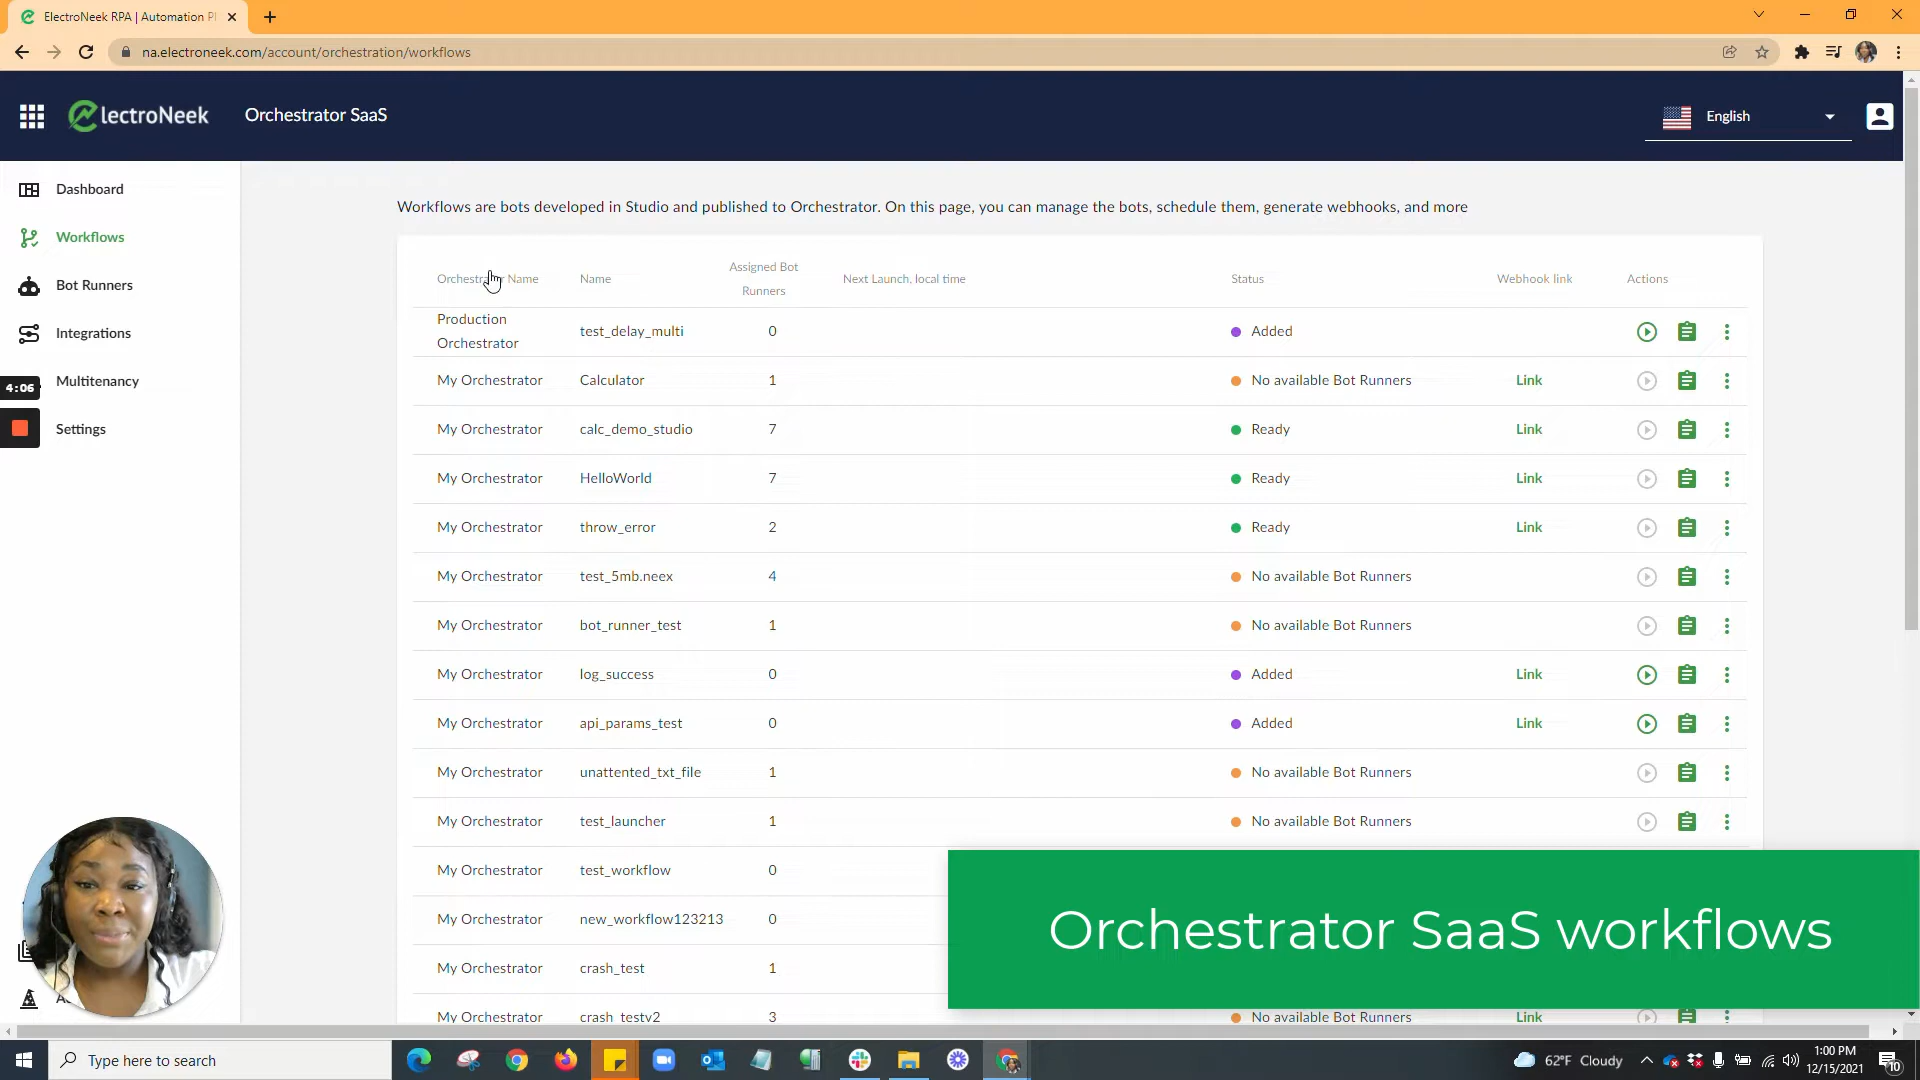 ElectroNeek RPA | Automation Pl
na.electroneek.com/account/orchestration/workflows
lectroNeek
Orchestrator SaaS
English
Dashboard
Workflows
Bot Runners
Integrations
Multitenancy
Settings
4:06
Workflows are bots developed in Studio and published to Orchestrator. On this page, you can manage the bots, schedule them, generate webhooks, and more
Orchestrator Name Name Assigned Bot Runners Next Launch, local time Status Webhook link Actions
Production Orchestrator test_delay_multi 0 Added
My Orchestrator Calculator 1 No available Bot Runners Link
My Orchestrator calc_demo_studio 7 Ready Link
My Orchestrator HelloWorld 7 Ready Link
My Orchestrator throw_error 2 Ready Link
My Orchestrator test_5mb.neex 4 No available Bot Runners
My Orchestrator bot_runner_test 1 No available Bot Runners
My Orchestrator log_success 0 Added Link
My Orchestrator api_params_test 0 Added Link
My Orchestrator unattented_txt_file 1 No available Bot Runners
My Orchestrator test_launcher 1 No available Bot Runners
My Orchestrator test_workflow 0
My Orchestrator new_workflow123213 0
My Orchestrator crash_test 1
My Orchestrator crash_testv2 3 No available Bot Runners Link
Orchestrator SaaS workflows
Type here to search
62°F Cloudy
1:00 PM
12/15/2021
10